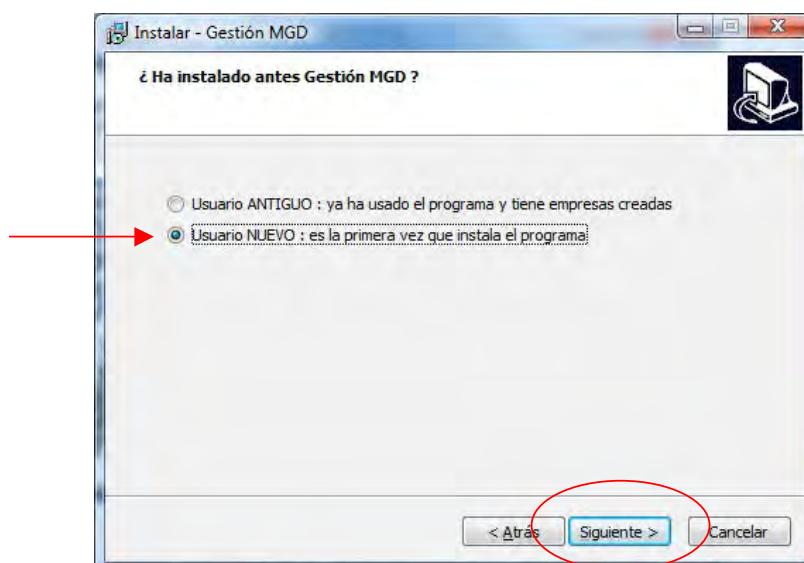 Instalar - Gestión MGD
¿ Ha instalado antes Gestión MGD ?
Usuario ANTIGUO : ya ha usado el programa y tiene empresas creadas
Usuario NUEVO : es la primera vez que instala el programa
< Atrás Siguiente > Cancelar